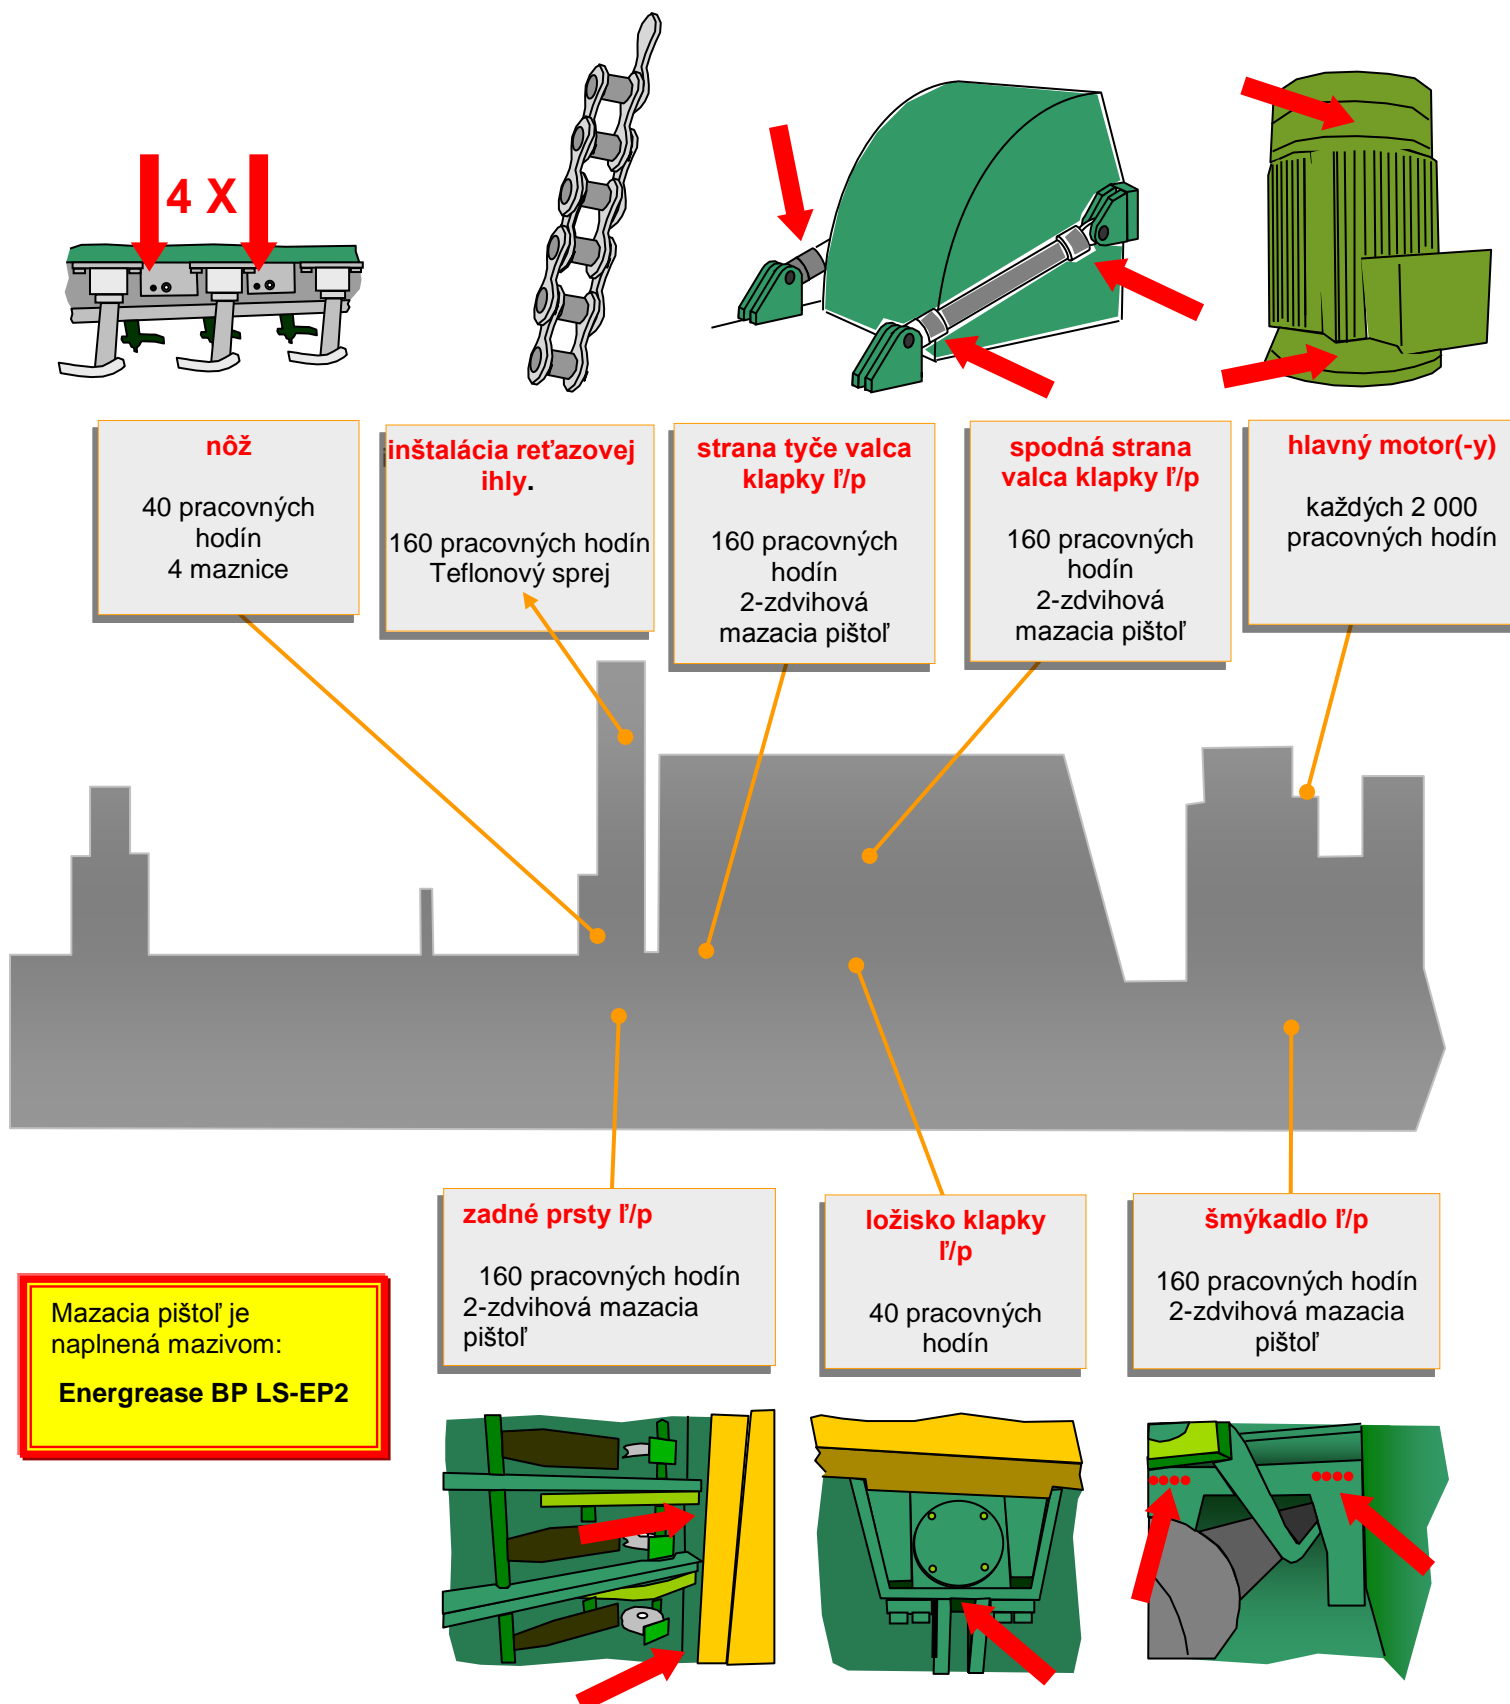 4 X
nôž
40 pracovných
hodín
4 maznice
inštalácia reťazovej
ihly.
160 pracovných hodín
Teflonový sprej
strana tyče valca
klapky ľ/p
160 pracovných
hodín
2-zdvihová
mazacia pištoľ
spodná strana
valca klapky ľ/p
160 pracovných
hodín
2-zdvihová
mazacia pištoľ
hlavný motor(-y)
každých 2 000
pracovných hodín
zadné prsty ľ/p
160 pracovných hodín
2-zdvihová mazacia
pištoľ
ložisko klapky
ľ/p
40 pracovných
hodín
šmýkadlo ľ/p
160 pracovných hodín
2-zdvihová mazacia
pištoľ
Mazacia pištoľ je
naplnená mazivom:
Energrease BP LS-EP2